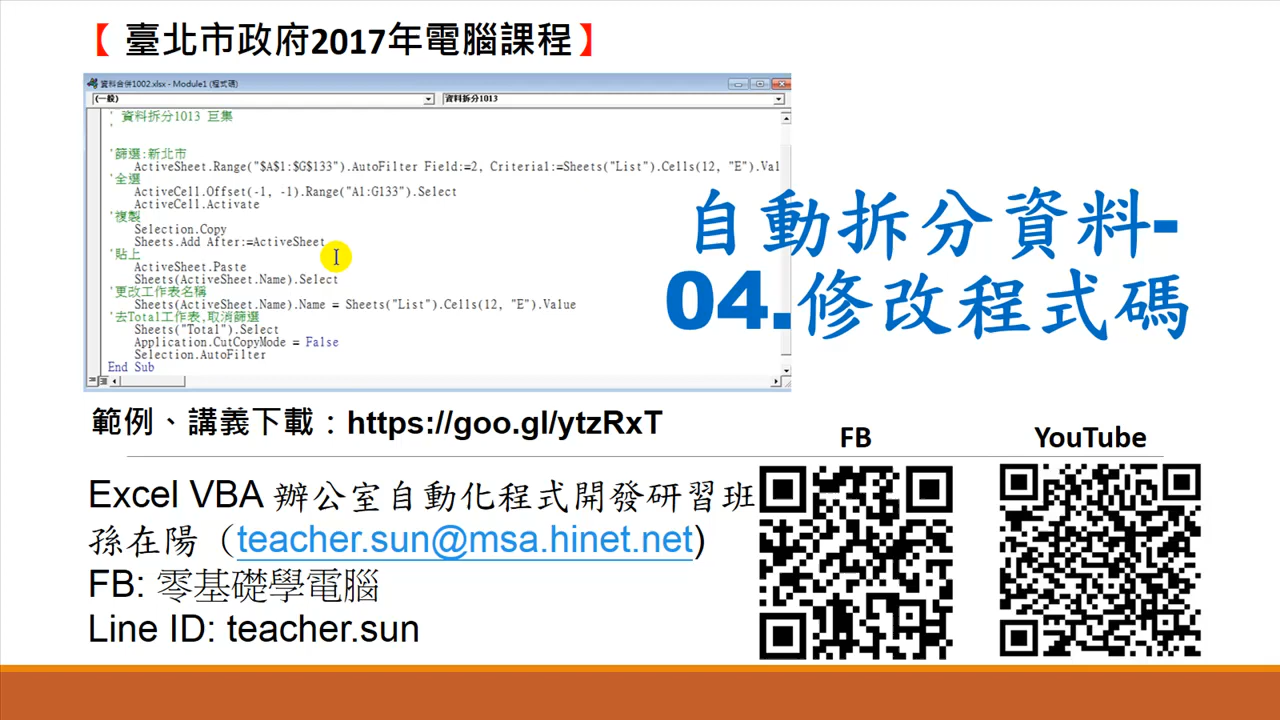 【 臺北市政府2017年電腦課程】
資料合併1002.xlsx - Module1 (程式碼)
(一般)
資料拆分1013
' 資料拆分1013 巨集
'
'篩選:新北市
ActiveSheet.Range("$A$1:$G$133").AutoFilter Field:=2, Criteria1:=Sheets("List").Cells(12, "E").Val
'全選
ActiveCell.Offset(-1, -1).Range("A1:G133").Select
ActiveCell.Activate
'複製
Selection.Copy
Sheets.Add After:=ActiveSheet
'貼上
ActiveSheet.Paste
Sheets(ActiveSheet.Name).Select
'更改工作表名稱
Sheets(ActiveSheet.Name).Name = Sheets("List").Cells(12, "E").Value
'去Total工作表,取消篩選
Sheets("Total").Select
Application.CutCopyMode = False
Selection.AutoFilter
End Sub
自動拆分資料-
04.修改程式碼
範例、講義下載：https://goo.gl/ytzRxT
FB
YouTube
Excel VBA 辦公室自動化程式開發研習班
孫在陽（teacher.sun@msa.hinet.net)
FB: 零基礎學電腦
Line ID: teacher.sun